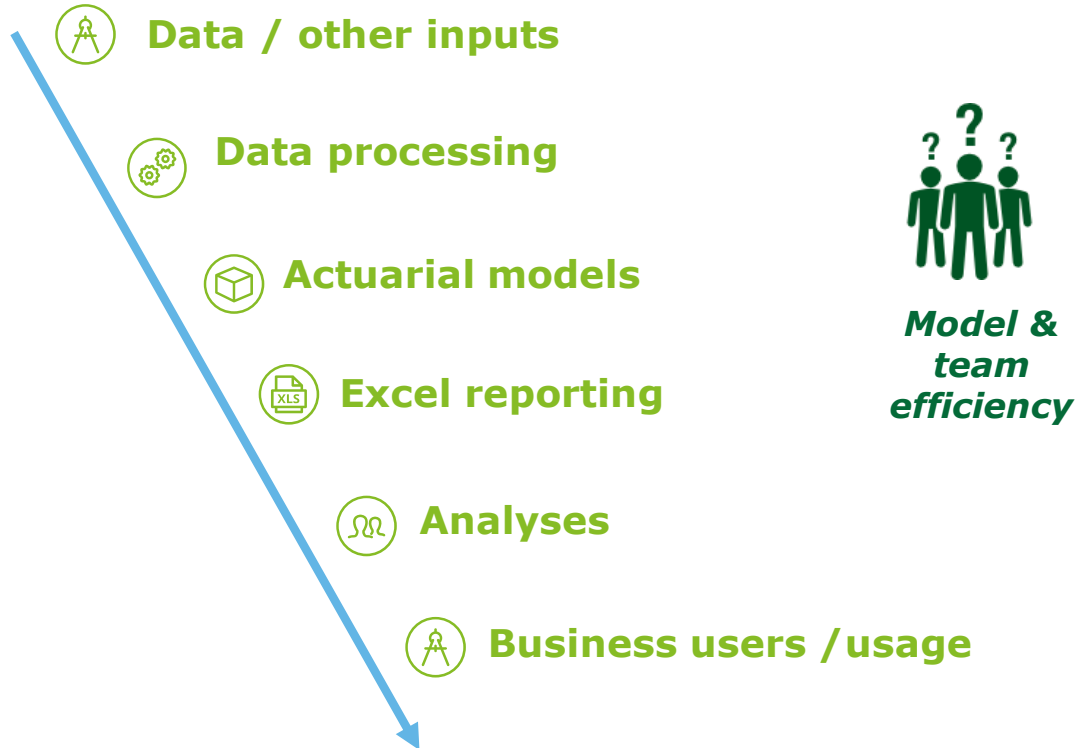 Data / other inputs
? ? ?
Data processing
Actuarial models
Model &
team
efficiency
XLS
Excel reporting
Analyses
Business users /usage